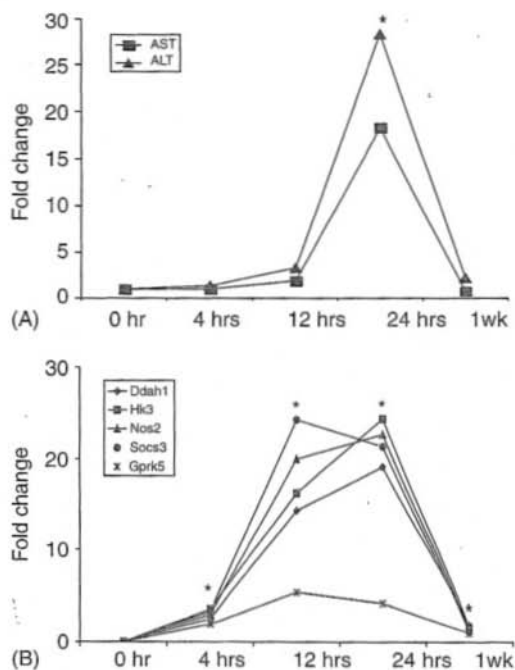 30
25
20
15
10
5
0
Fold change
AST
ALT
*
(A)
0 hr 4 hrs 12 hrs 24 hrs 1wk
30
20
10
0
Fold change
Ddah1
Hk3
Nos2
Socs3
Gprk5
* * * *
(B)
0 hr 4 hrs 12 hrs 24 hrs 1wk